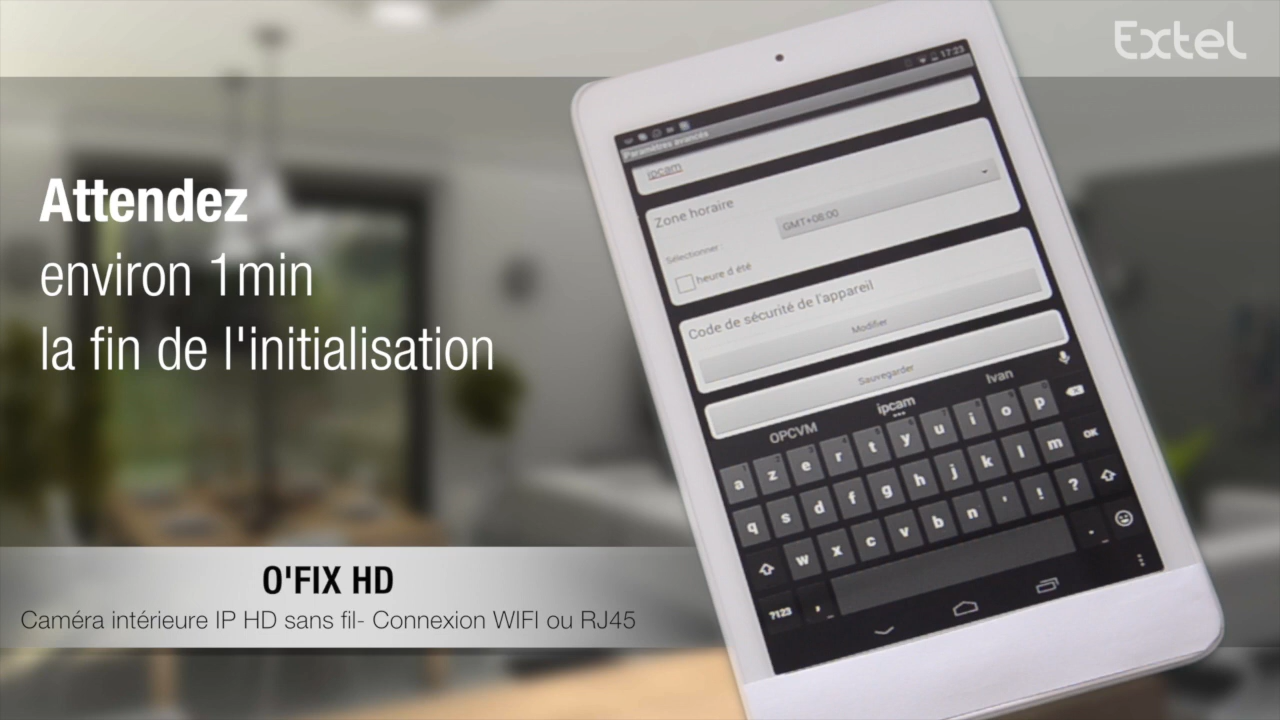 Extel
17:23
Paramètres avancés
ipcam
Zone horaire
GMT+08:00
Sélectionner
heure d été
Code de sécurité de l'appareil
Modifier
Sauvegarder
OPCVM ipcam Ivan
a z e r t y u i o p
q s d f g h j k l m OK
w x c v b n ' ! ?
?123 , .
Attendez
environ 1min
la fin de l'initialisation
O'FIX HD
Caméra intérieure IP HD sans fil- Connexion WIFI ou RJ45